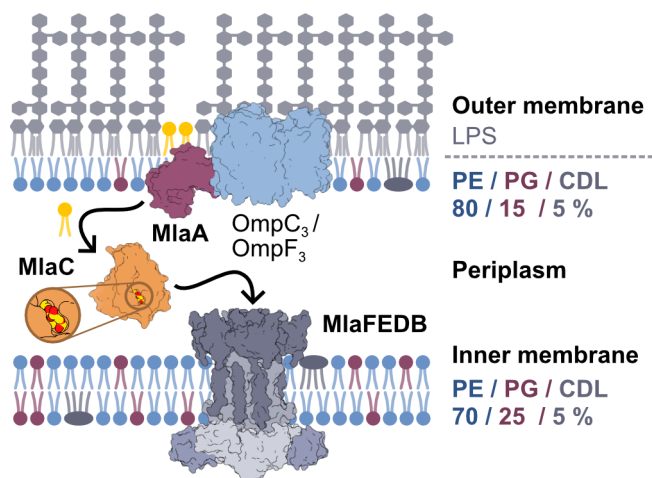 Outer membrane
LPS
PE / PG / CDL
80 / 15 / 5 %
MlaA
OmpC3 /
OmpF3
MlaC
Periplasm
MlaFEDB
Inner membrane
PE / PG / CDL
70 / 25 / 5 %